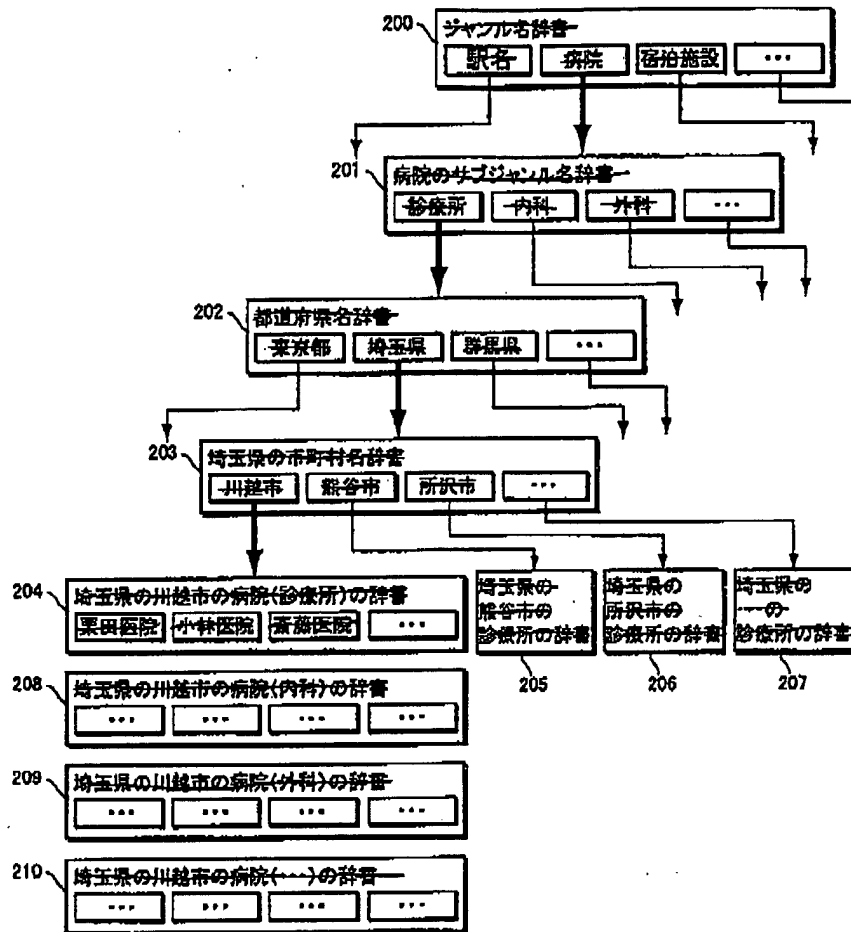 200
ジャンル名辞書
駅名 病院 宿泊施設 ・・・
201
病院のサブジャンル名辞書
診療所 内科 外科 ・・・
202
都道府県名辞書
東京都 埼玉県 群馬県 ・・・
203
埼玉県の市町村名辞書
川越市 熊谷市 所沢市 ・・・
204
埼玉県の川越市の病院(診療所)の辞書
栗田医院 小林医院 斎藤医院 ・・・
埼玉県の
熊谷市の
診療所の辞書
205
埼玉県の
所沢市の
診療所の辞書
206
埼玉県の
・・・の
診療所の辞書
207
208
埼玉県の川越市の病院(内科)の辞書
・・・ ・・・ ・・・ ・・・
209
埼玉県の川越市の病院(外科)の辞書
・・・ ・・・ ・・・ ・・・
210
埼玉県の川越市の病院(・・・)の辞書
・・・ ・・・ ・・・ ・・・